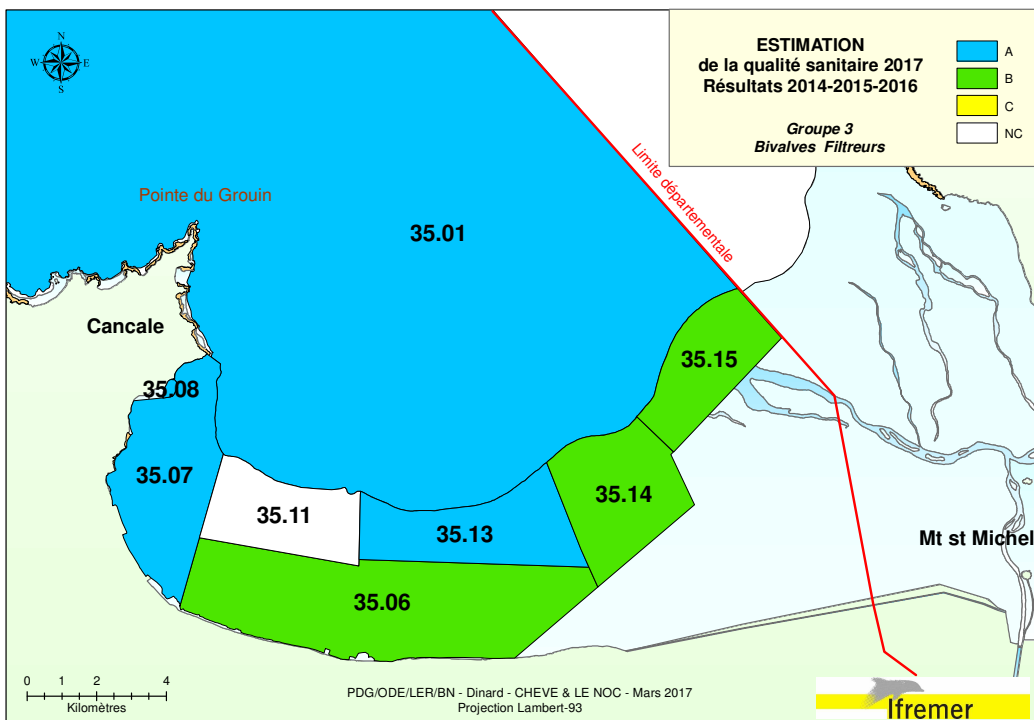 N
W E
S
ESTIMATION
de la qualité sanitaire 2017
Résultats 2014-2015-2016
Groupe 3
Bivalves Filtreurs
A
B
C
NC
Limite départementale
Pointe du Grouin
35.01
Cancale
35.15
35.08
35.07
35.14
35.11
35.13
Mt st Michel
35.06
0 1 2 4
Kilomètres
PDG/ODE/LER/BN - Dinard - CHEVE & LE NOC - Mars 2017
Projection Lambert-93
Ifremer